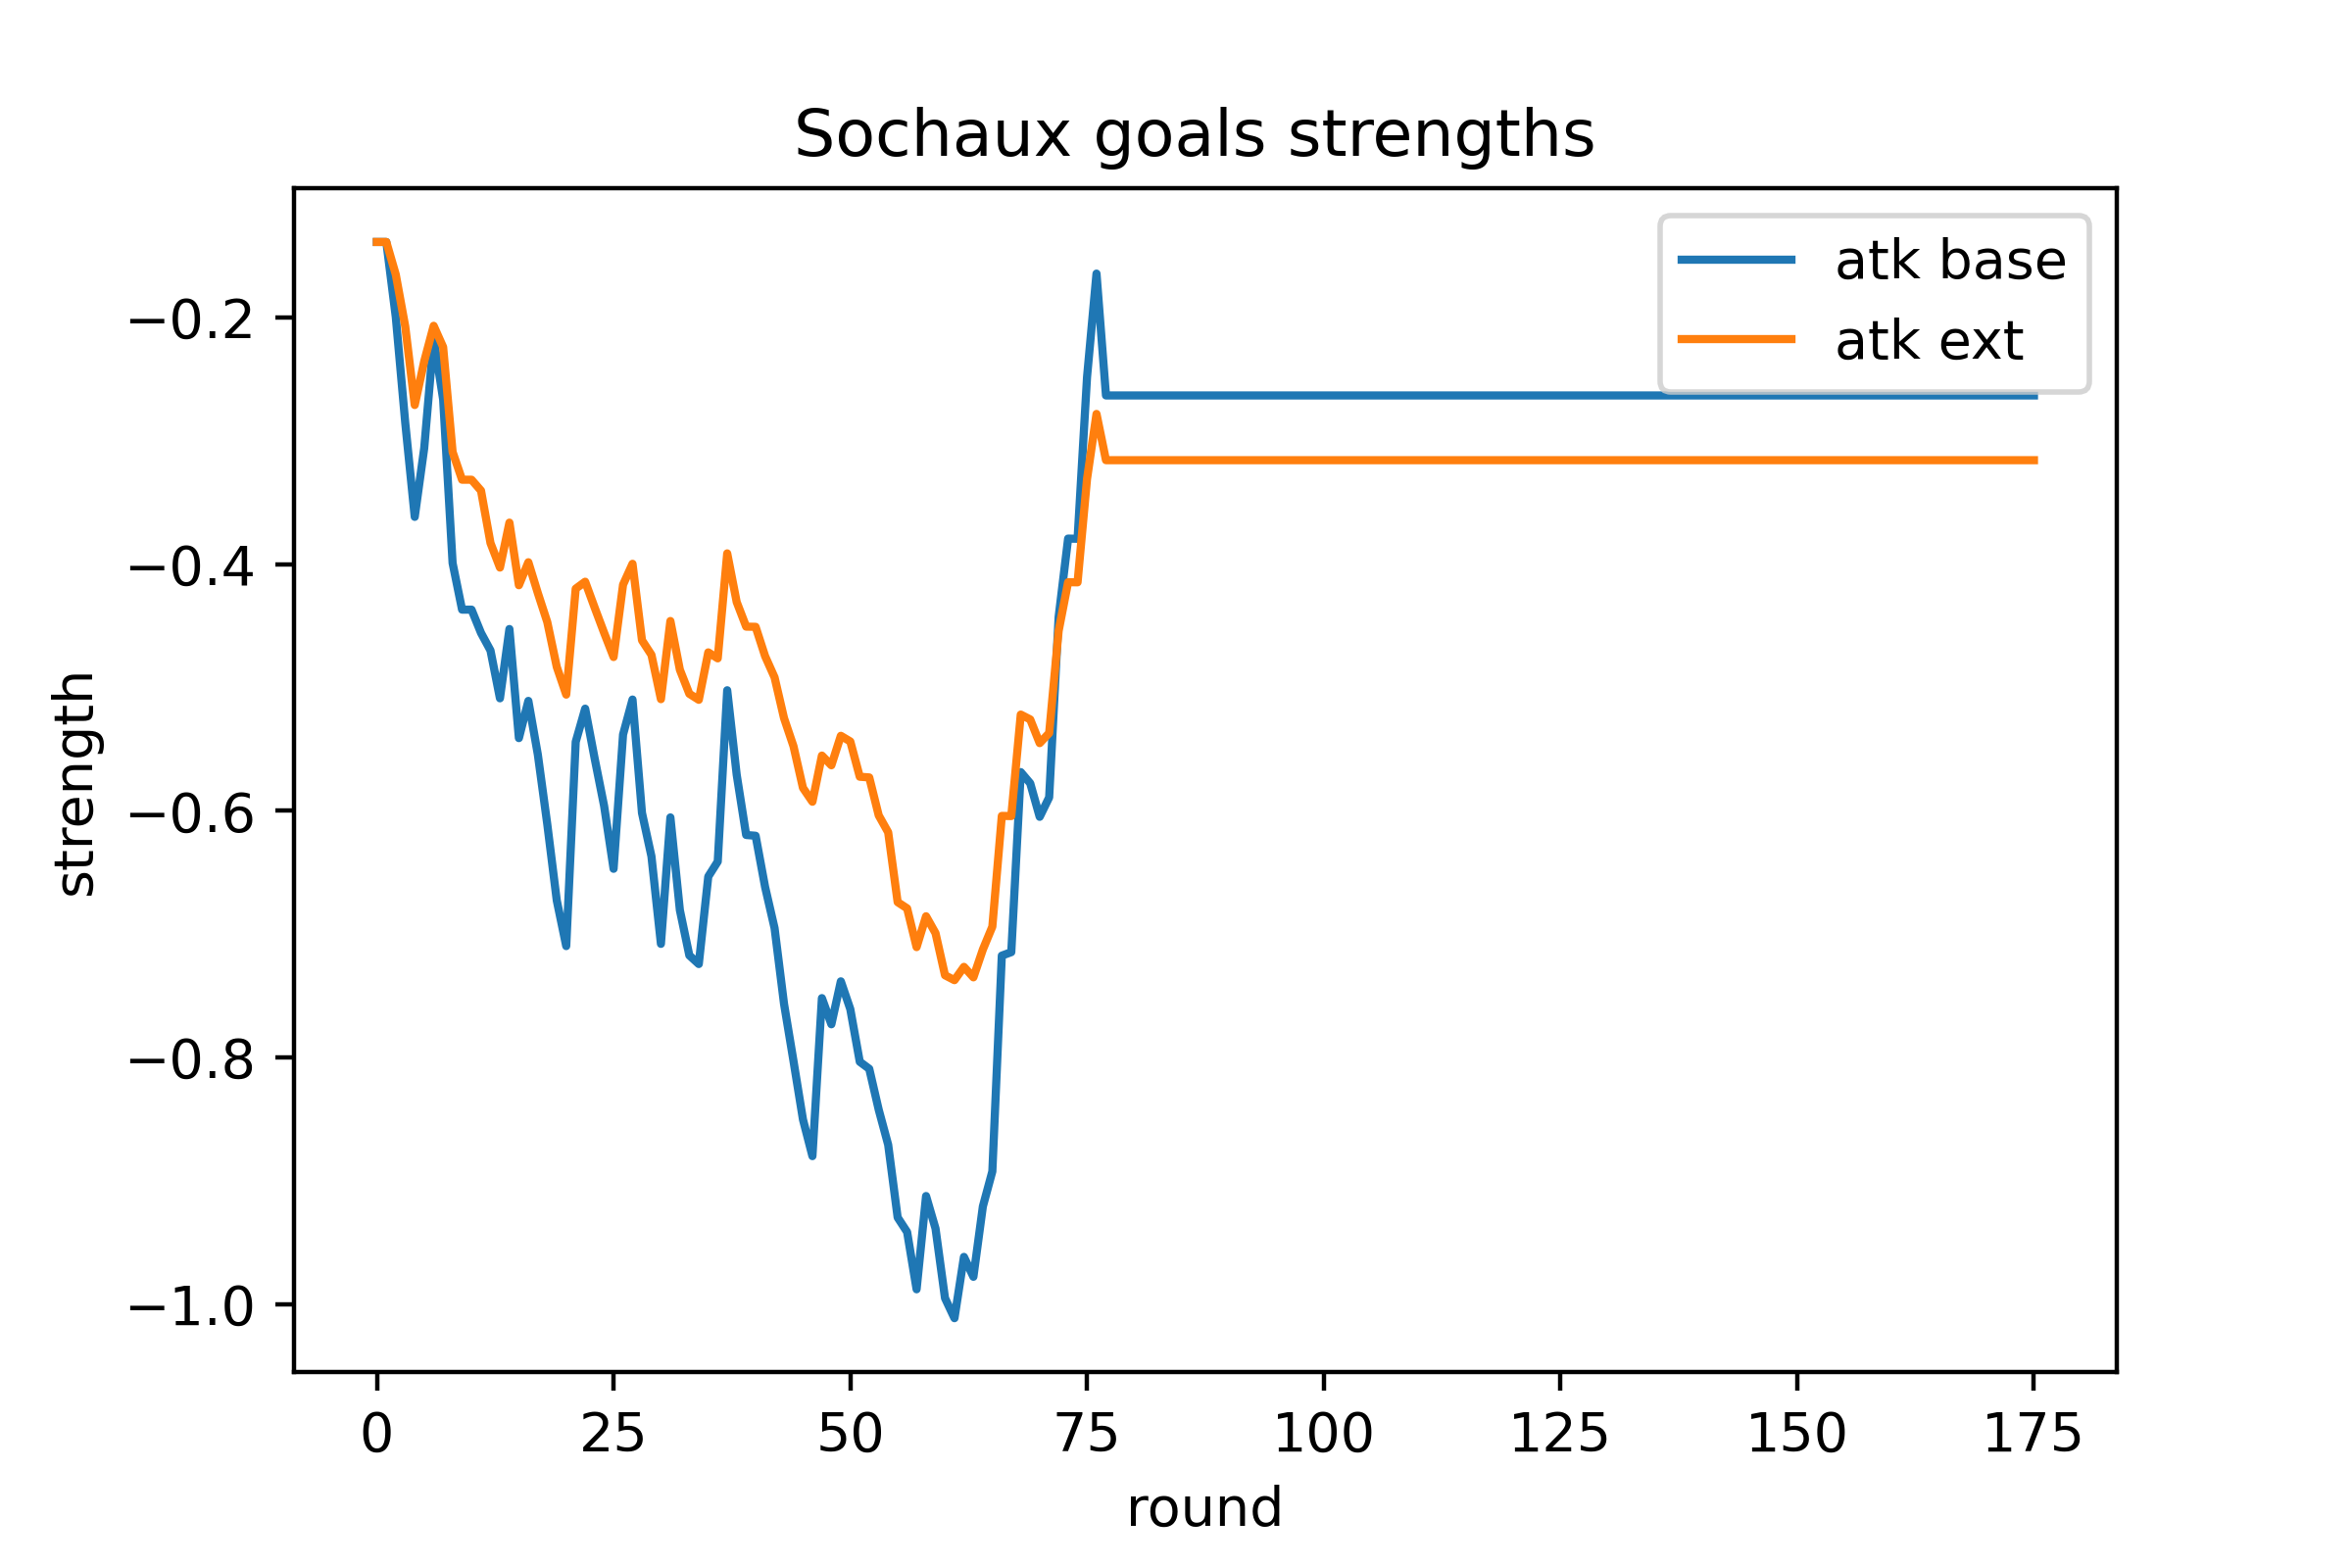 Sochaux goals strengths
atk base
atk ext
−0.2
−0.4
−0.6
−0.8
−1.0
strength
0 25 50 75 100 125 150 175
round